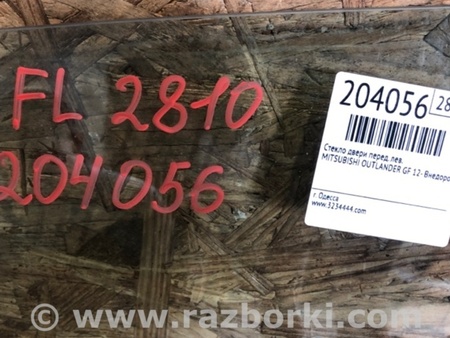 FL 2810
204056
204056 28
Стекло двери перед. лев.
MITSUBISHI OUTLANDER GF 12- Внедоро
г. Одесса
www.3234444.com
www.razborki.com